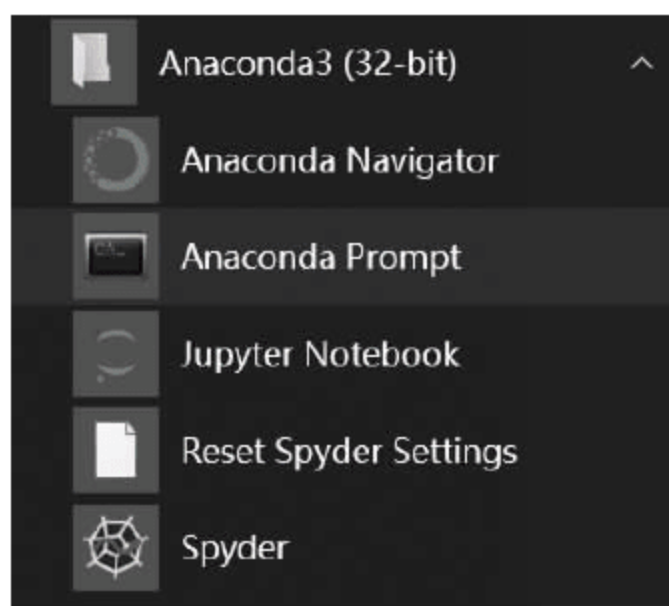 Anaconda3 (32-bit)
Anaconda Navigator
Anaconda Prompt
Jupyter Notebook
Reset Spyder Settings
Spyder